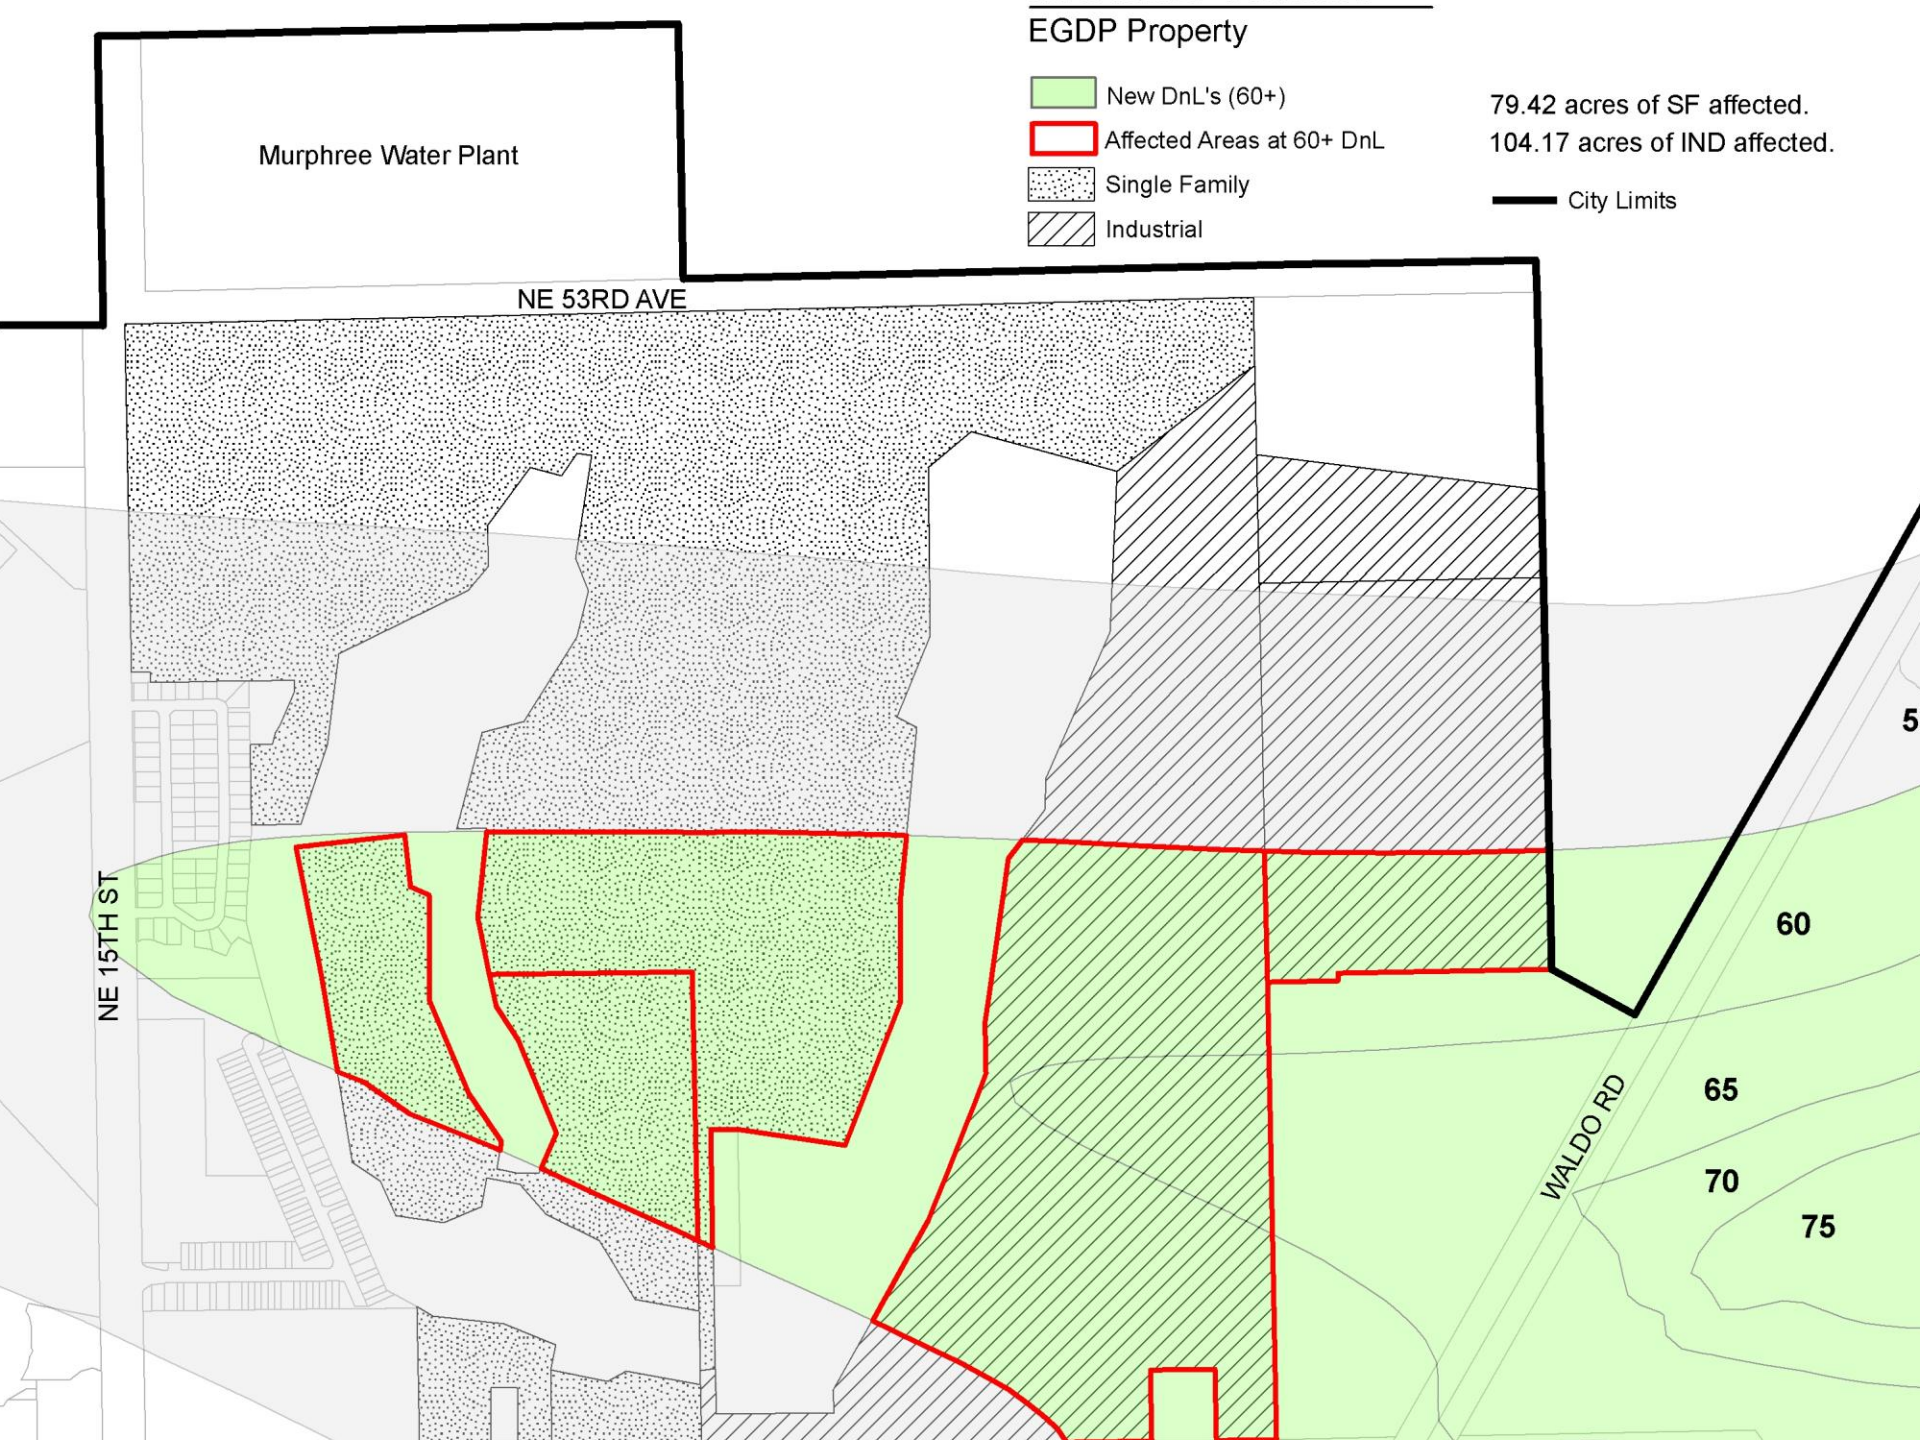 EGDP Property
New DnL's (60+)
Affected Areas at 60+ DnL
Single Family
Industrial
79.42 acres of SF affected.
104.17 acres of IND affected.
City Limits
Murphree Water Plant
NE 53RD AVE
5
60
NE 15TH ST
65
WALDO RD
70
75